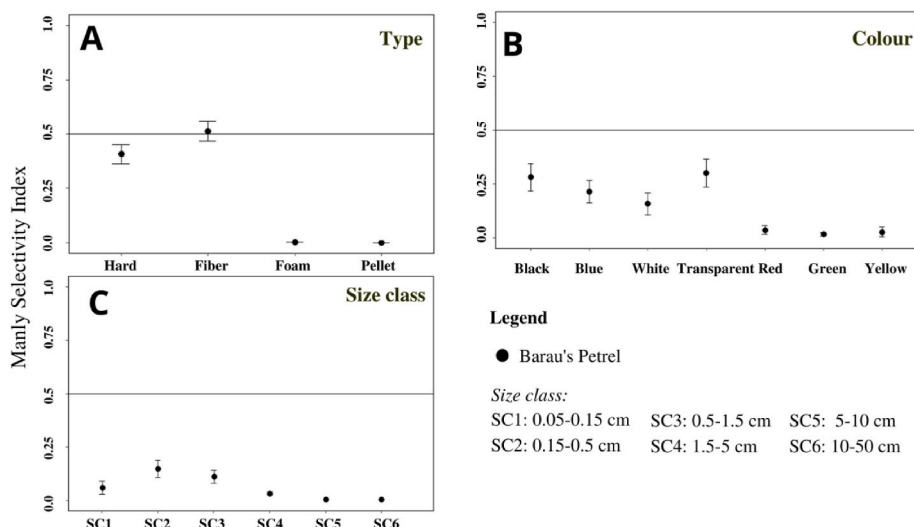 Manly Selectivity Index
A
Type
1.0
0.75
0.5
0.25
0.0
Hard Fiber Foam Pellet
B
Colour
1.0
0.75
0.5
0.25
0.0
Black Blue White Transparent Red Green Yellow
C
Size class
1.0
0.75
0.5
0.25
0.0
SC1 SC2 SC3 SC4 SC5 SC6
Legend
Barau's Petrel
Size class:
SC1: 0.05-0.15 cm SC3: 0.5-1.5 cm SC5: 5-10 cm
SC2: 0.15-0.5 cm SC4: 1.5-5 cm SC6: 10-50 cm